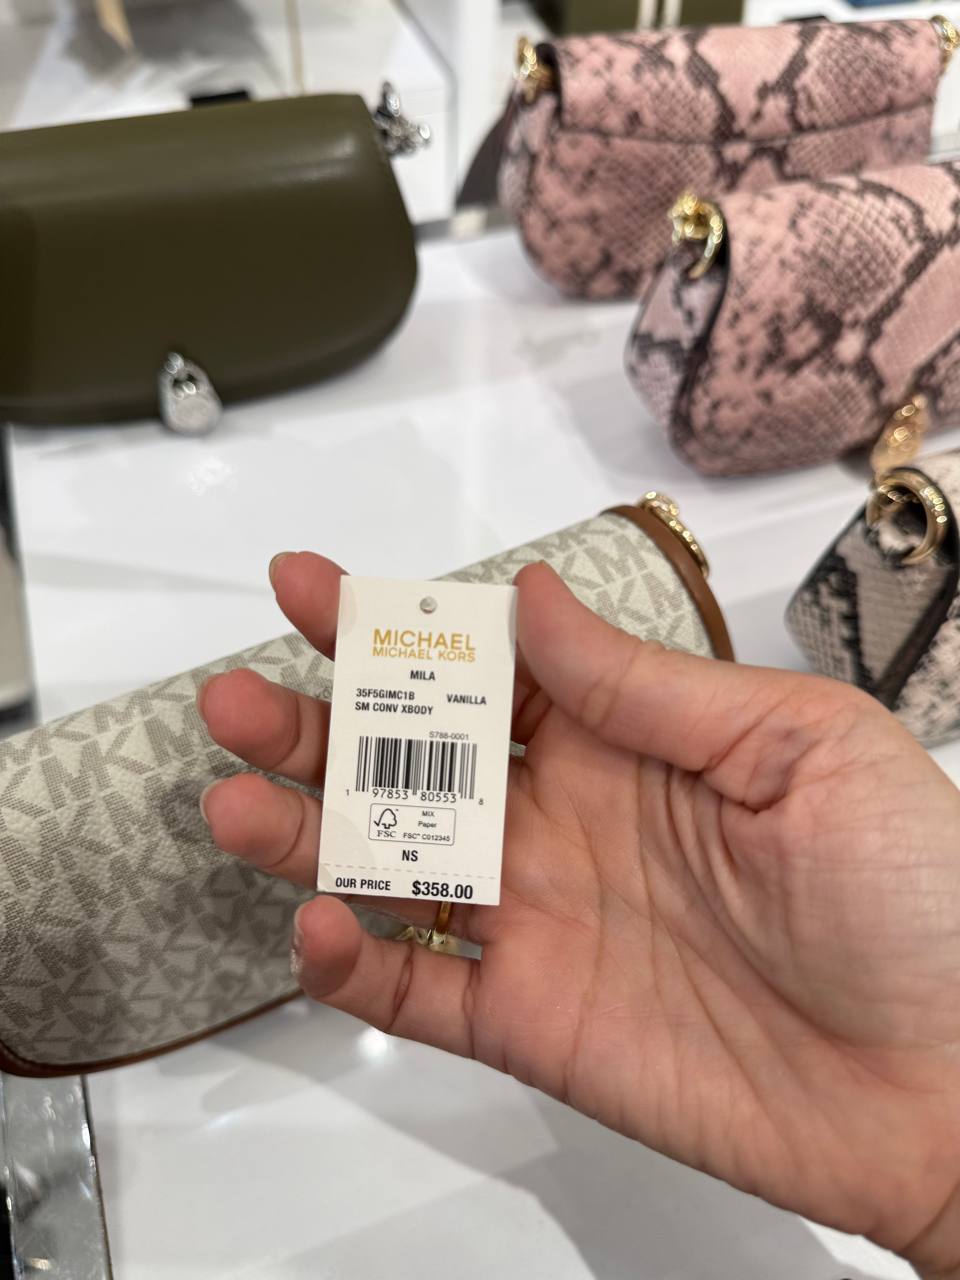 MICHAEL
MICHAEL KORS
MILA
35F5GIMC1B VANILLA
SM CONV XBODY
S788-0001
1 97853 80553 8
MIX
Paper
FSC™ C012345
FSC
NS
OUR PRICE $358.00